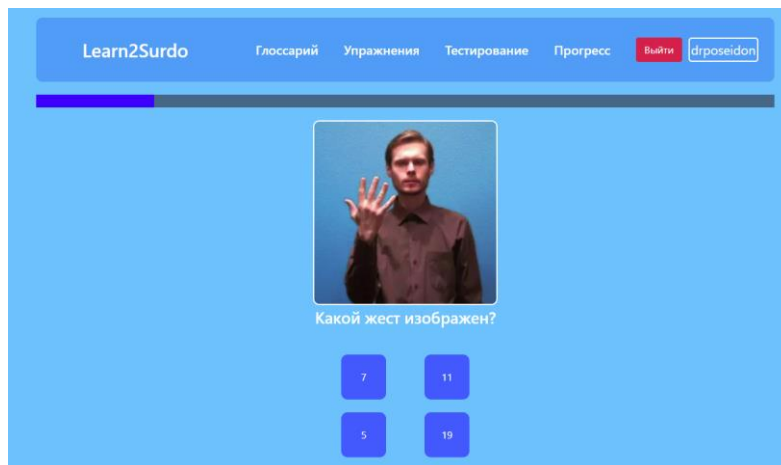 Learn2Surdo Глоссарий Упражнения Тестирование Прогресс Выйти drposeidon
Какой жест изображен?
7 11
5 19